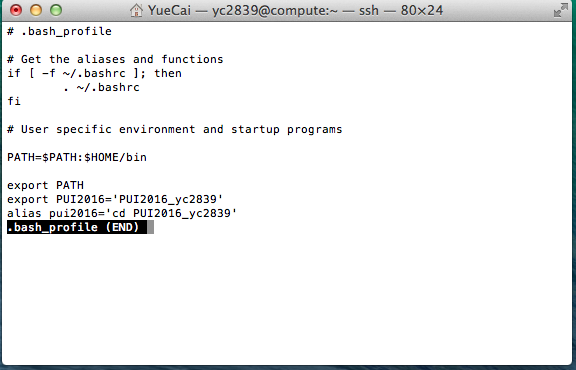 YueCai — yc2839@compute:~ — ssh — 80×24
# .bash_profile
# Get the aliases and functions
if [ -f ~/.bashrc ]; then
        . ~/.bashrc
fi
# User specific environment and startup programs
PATH=$PATH:$HOME/bin
export PATH
export PUI2016='PUI2016_yc2839'
alias pui2016='cd PUI2016_yc2839'
.bash_profile (END)